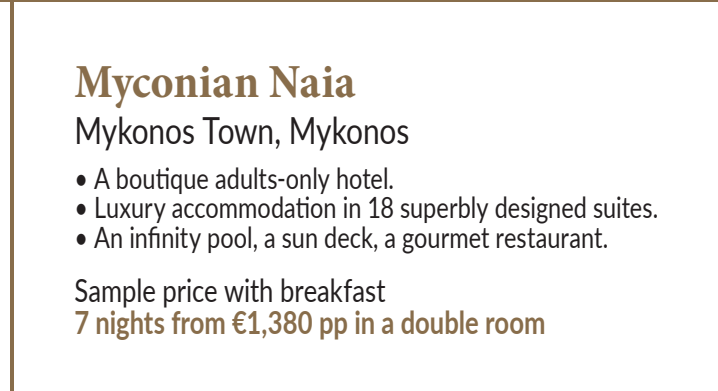 Myconian Naia
Mykonos Town, Mykonos
• A boutique adults-only hotel.
• Luxury accommodation in 18 superbly designed suites.
• An infinity pool, a sun deck, a gourmet restaurant.
Sample price with breakfast
7 nights from €1,380 pp in a double room